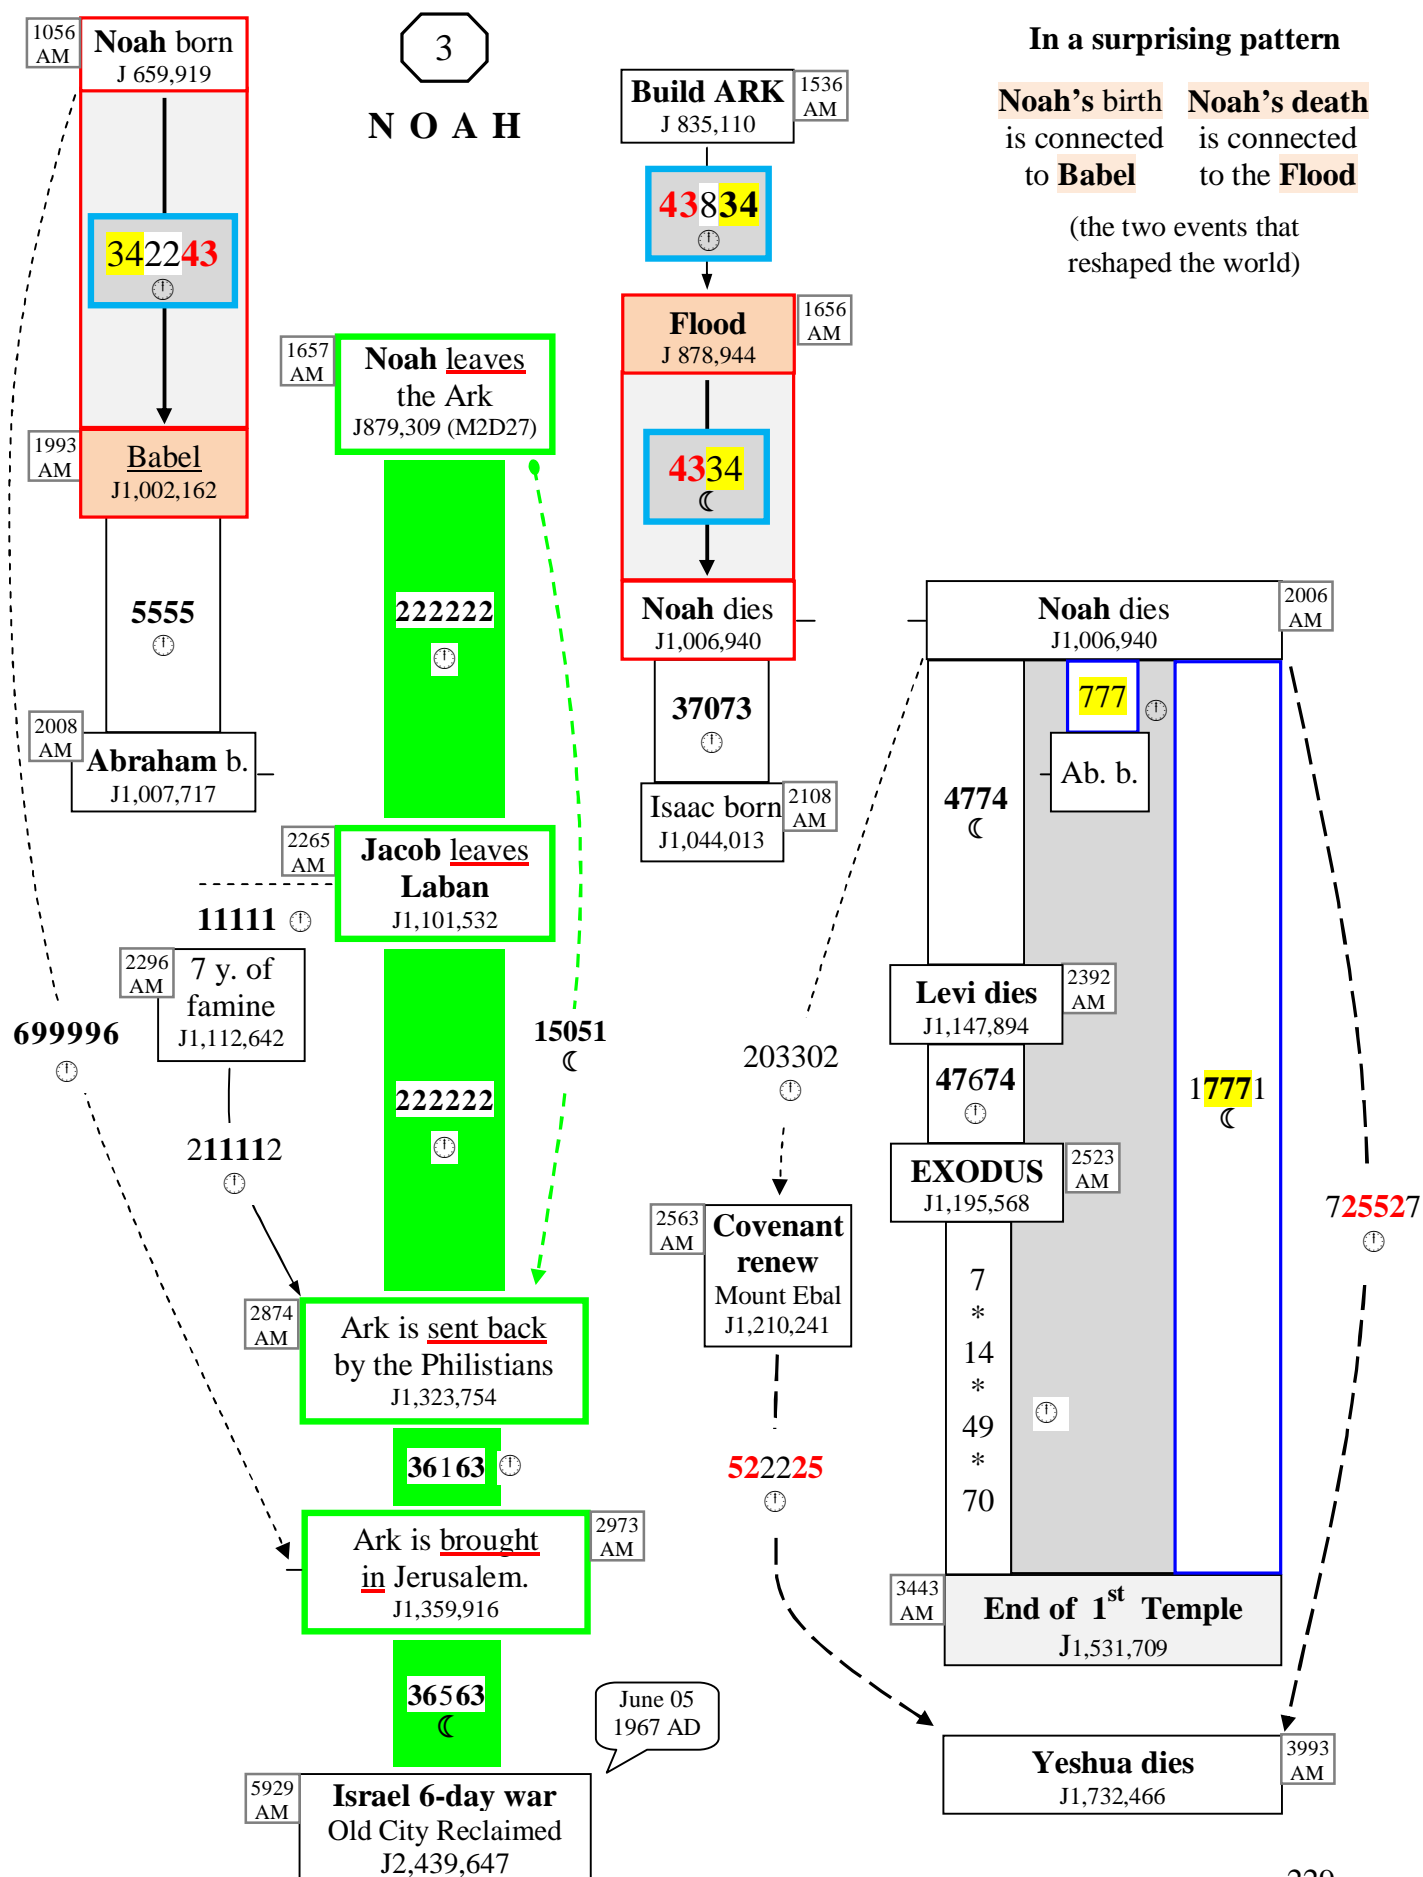 1056
AM
Noah born
J 659,919
3
N O A H
Build ARK
J 835,110
1536
AM
In a surprising pattern
Noah's birth
is connected
to Babel
Noah's death
is connected
to the Flood
(the two events that
reshaped the world)
342243
43834
1657
AM
Noah leaves
the Ark
J879,309 (M2D27)
Flood
J 878,944
1656
AM
1993
AM
Babel
J1,002,162
4334
5555
222222
Noah dies
J1,006,940
Noah dies
J1,006,940
2006
AM
2008
AM
Abraham b.
J1,007,717
37073
777
Ab. b.
4774
Isaac born
J1,044,013
2108
AM
2265
AM
Jacob leaves
Laban
J1,101,532
11111
2296
AM
7 y. of
famine
J1,112,642
699996
15051
203302
Levi dies
J1,147,894
2392
AM
47674
17771
222222
211112
EXODUS
J1,195,568
2523
AM
725527
2563
AM
Covenant
renew
Mount Ebal
J1,210,241
7
*
14
*
49
*
70
2874
AM
Ark is sent back
by the Philistians
J1,323,754
36163
522225
Ark is brought
in Jerusalem.
J1,359,916
2973
AM
3443
AM
End of 1st Temple
J1,531,709
36563
June 05
1967 AD
Yeshua dies
J1,732,466
3993
AM
5929
AM
Israel 6-day war
Old City Reclaimed
J2,439,647